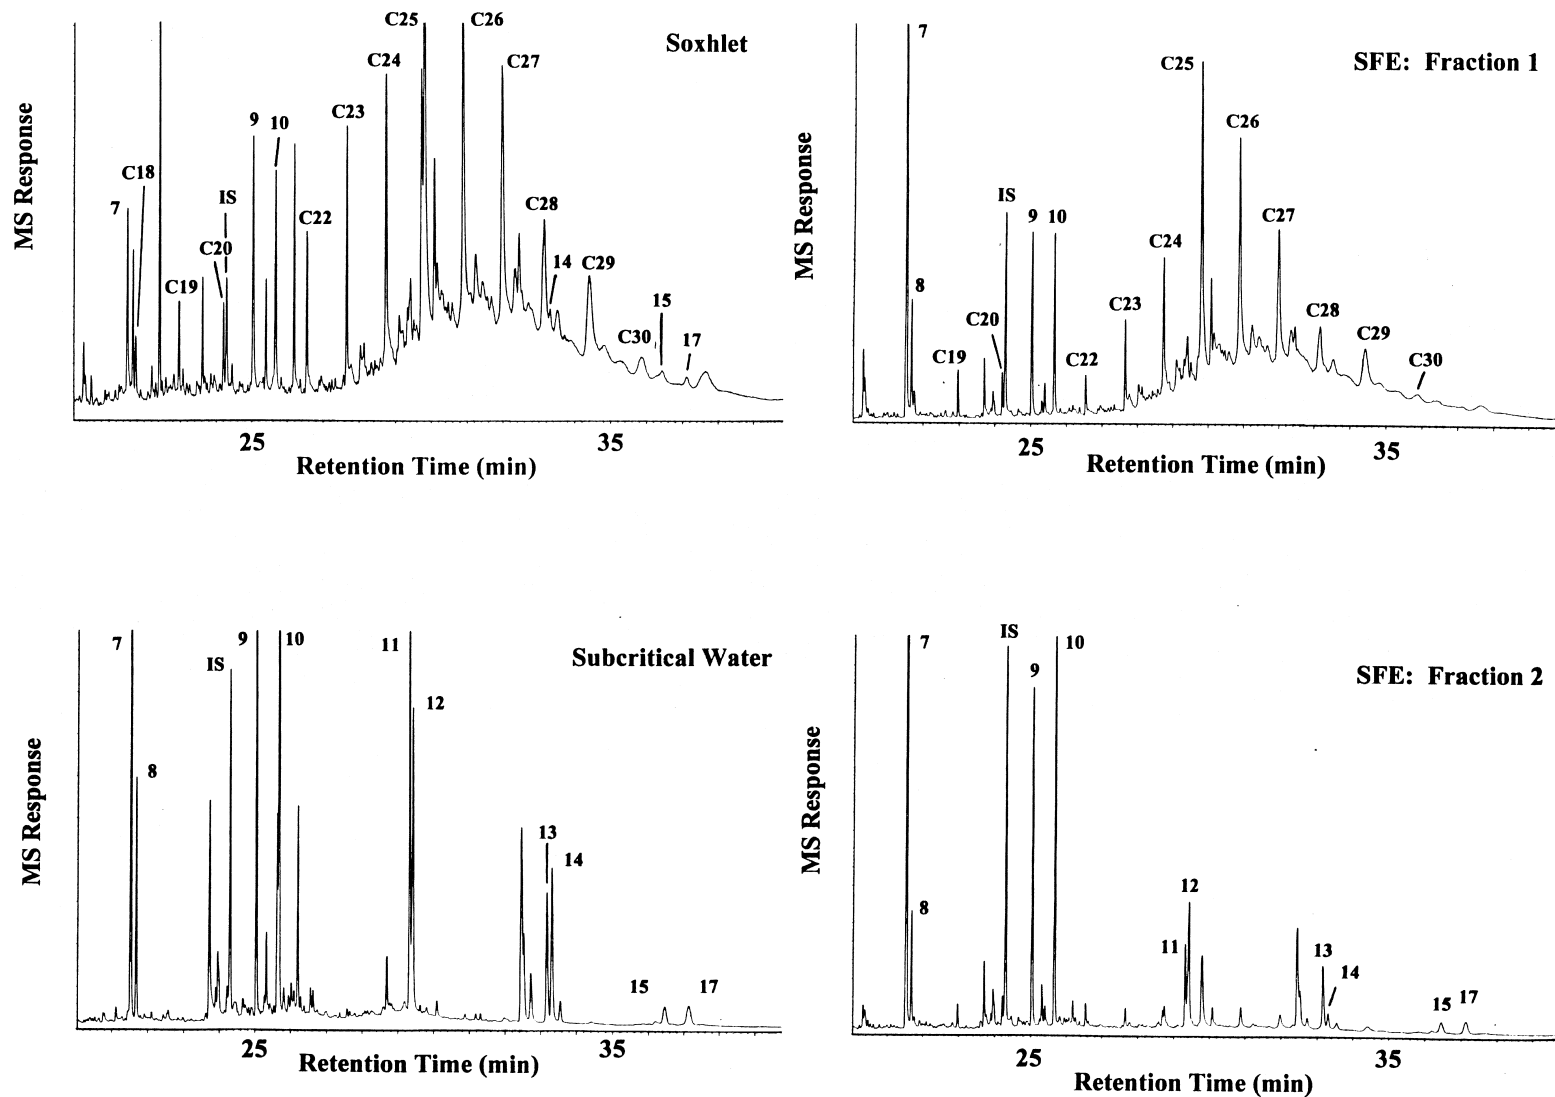 Soxhlet
MS Response
7
C18
C19
C20
IS
9
10
C22
C23
C24
C25
C26
C27
C28
14
C29
C30
15
17
25
35
Retention Time (min)
SFE: Fraction 1
MS Response
7
8
C19
C20
IS
9
10
C22
C23
C24
C25
C26
C27
C28
C29
C30
25
35
Retention Time (min)
Subcritical Water
MS Response
7
8
IS
9
10
11
12
13
14
15
17
25
35
Retention Time (min)
SFE: Fraction 2
MS Response
7
8
IS
9
10
11
12
13
14
15
17
25
35
Retention Time (min)